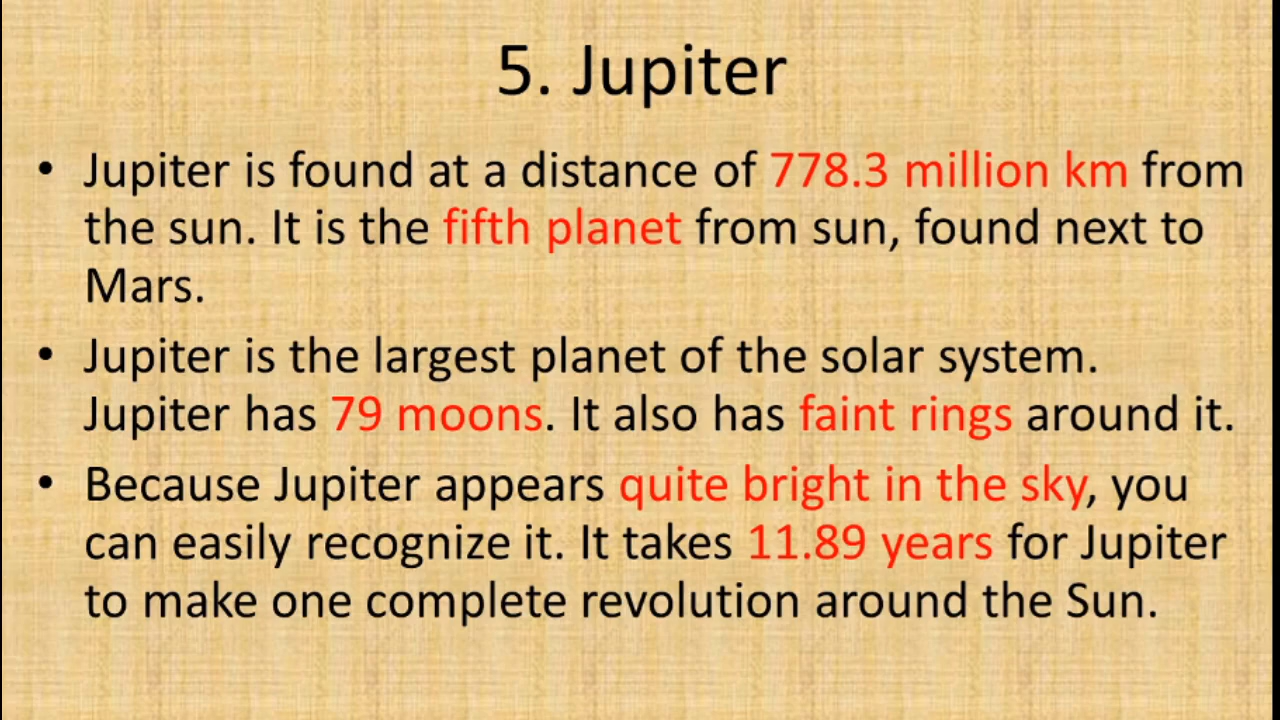 5. Jupiter
• Jupiter is found at a distance of 778.3 million km from
the sun. It is the fifth planet from sun, found next to
Mars.
• Jupiter is the largest planet of the solar system.
Jupiter has 79 moons. It also has faint rings around it.
• Because Jupiter appears quite bright in the sky, you
can easily recognize it. It takes 11.89 years for Jupiter
to make one complete revolution around the Sun.